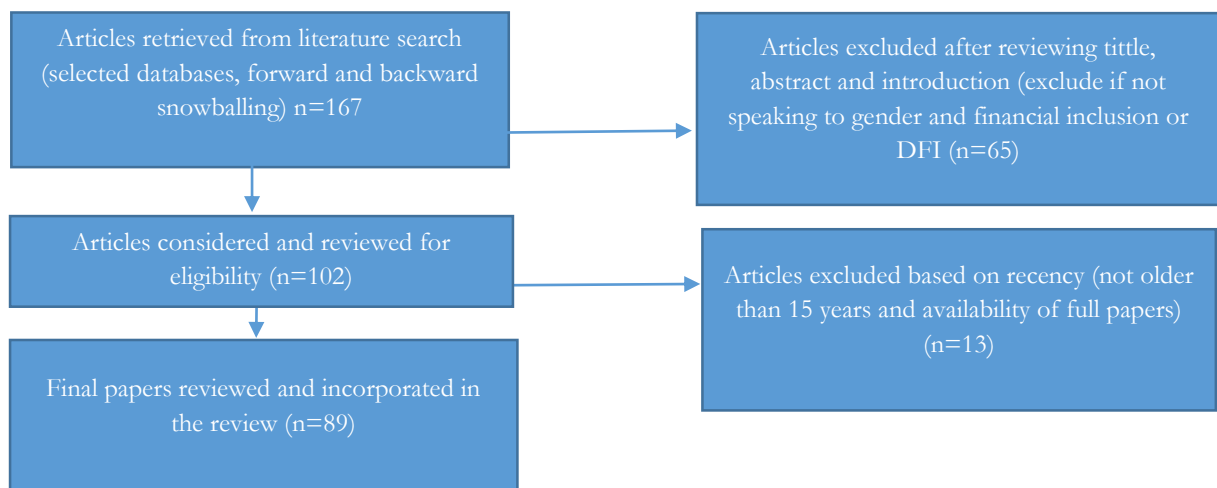 Articles retrieved from literature search
(selected databases, forward and backward
snowballing) n=167
Articles excluded after reviewing tittle,
abstract and introduction (exclude if not
speaking to gender and financial inclusion or
DFI (n=65)
Articles considered and reviewed for
eligibility (n=102)
Articles excluded based on recency (not older
than 15 years and availability of full papers)
(n=13)
Final papers reviewed and incorporated in
the review (n=89)